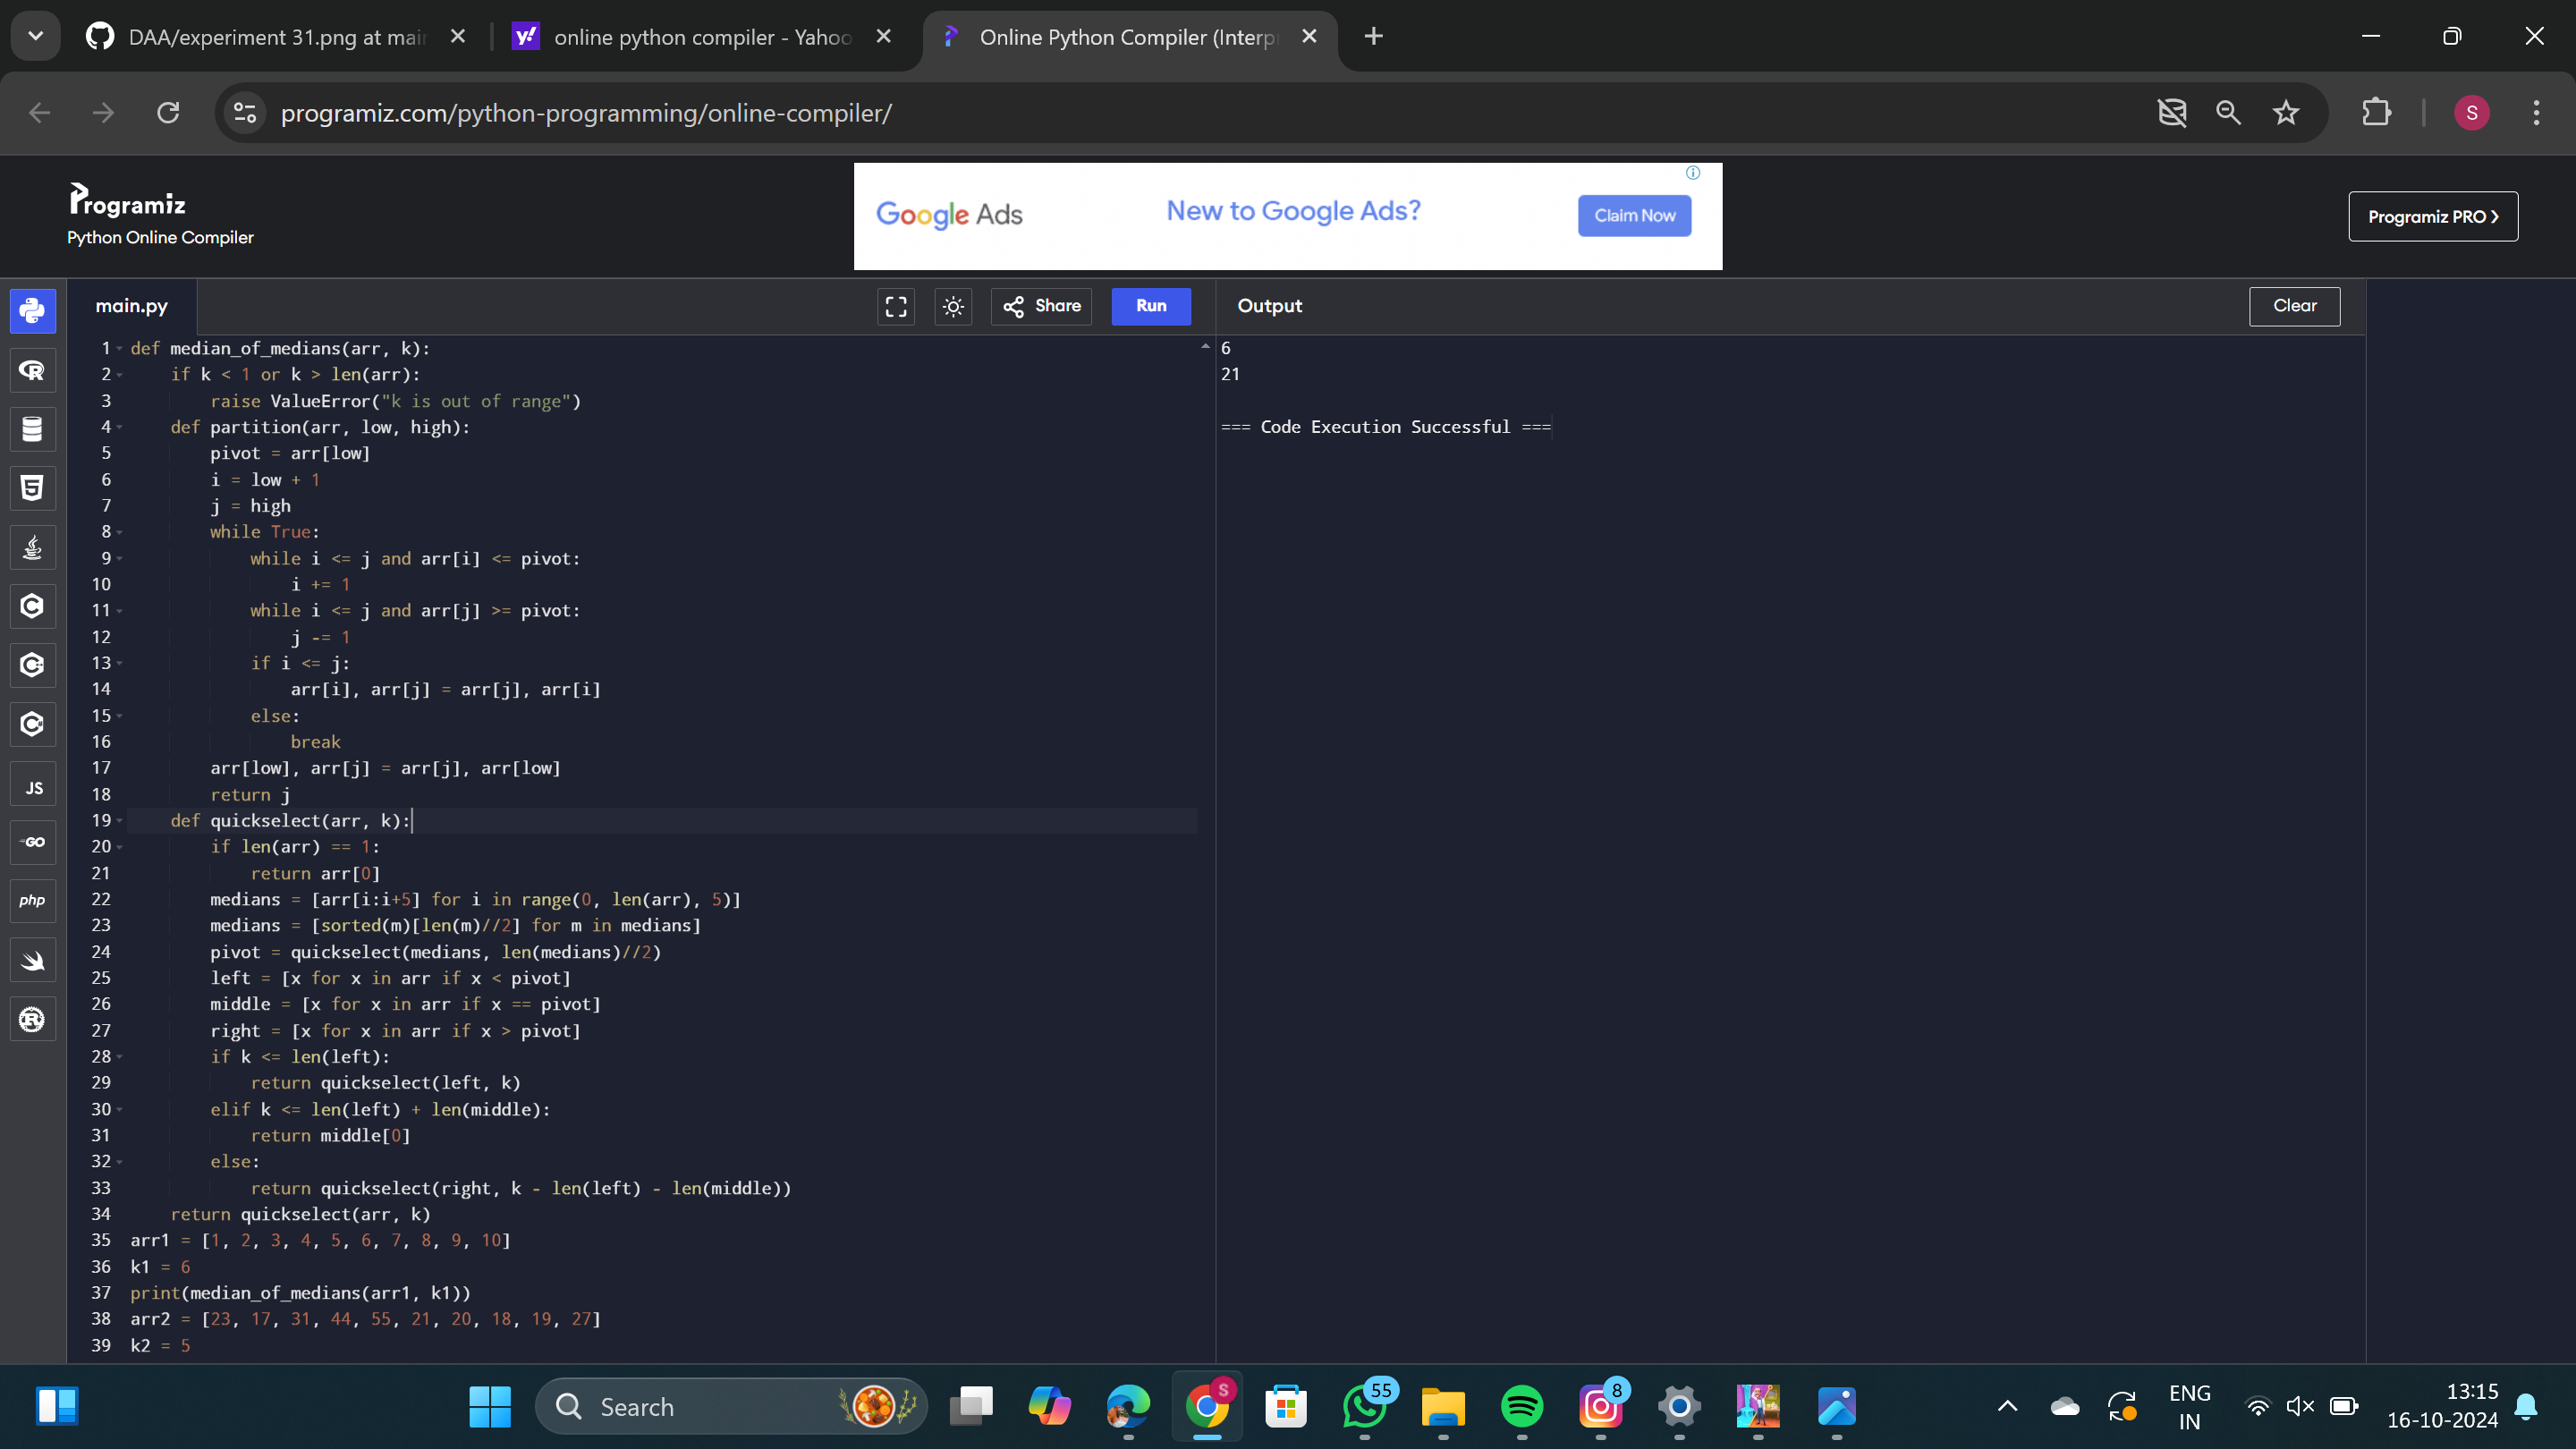 DAA/experiment 31.png at mai
online python compiler - Yahoo
Online Python Compiler (Interp
programiz.com/python-programming/online-compiler/
S
Programiz
Python Online Compiler
Google Ads
New to Google Ads?
Claim Now
Programiz PRO
main.py
Share
Run
Output
Clear
1 def median_of_medians(arr, k):
2     if k < 1 or k > len(arr):
3         raise ValueError("k is out of range")
4     def partition(arr, low, high):
5         pivot = arr[low]
6         i = low + 1
7         j = high
8         while True:
9             while i <= j and arr[i] <= pivot:
10                 i += 1
11             while i <= j and arr[j] >= pivot:
12                 j -= 1
13             if i <= j:
14                 arr[i], arr[j] = arr[j], arr[i]
15             else:
16                 break
17         arr[low], arr[j] = arr[j], arr[low]
18         return j
19     def quickselect(arr, k):
20         if len(arr) == 1:
21             return arr[0]
22         medians = [arr[i:i+5] for i in range(0, len(arr), 5)]
23         medians = [sorted(m)[len(m)//2] for m in medians]
24         pivot = quickselect(medians, len(medians)//2)
25         left = [x for x in arr if x < pivot]
26         middle = [x for x in arr if x == pivot]
27         right = [x for x in arr if x > pivot]
28         if k <= len(left):
29             return quickselect(left, k)
30         elif k <= len(left) + len(middle):
31             return middle[0]
32         else:
33             return quickselect(right, k - len(left) - len(middle))
34     return quickselect(arr, k)
35 arr1 = [1, 2, 3, 4, 5, 6, 7, 8, 9, 10]
36 k1 = 6
37 print(median_of_medians(arr1, k1))
38 arr2 = [23, 17, 31, 44, 55, 21, 20, 18, 19, 27]
39 k2 = 5
6
21
=== Code Execution Successful ===
JS
GO
php
Search
S
55
8
ENG
IN
13:15
16-10-2024